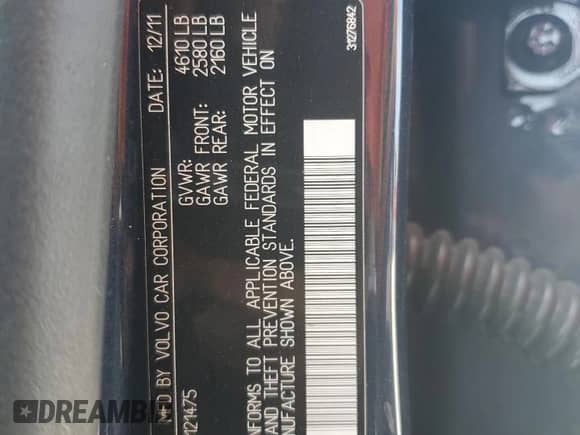 MFD BY VOLVO CAR CORPORATION DATE: 12/11
GVWR: 4610 LB
GAWR FRONT: 2580 LB
GAWR REAR: 2160 LB
121475
NFORMS TO ALL APPLICABLE FEDERAL MOTOR VEHICLE
AND THEFT PREVENTION STANDARDS IN EFFECT ON
NUFACTURE SHOWN ABOVE.
31276842
DREAMBI